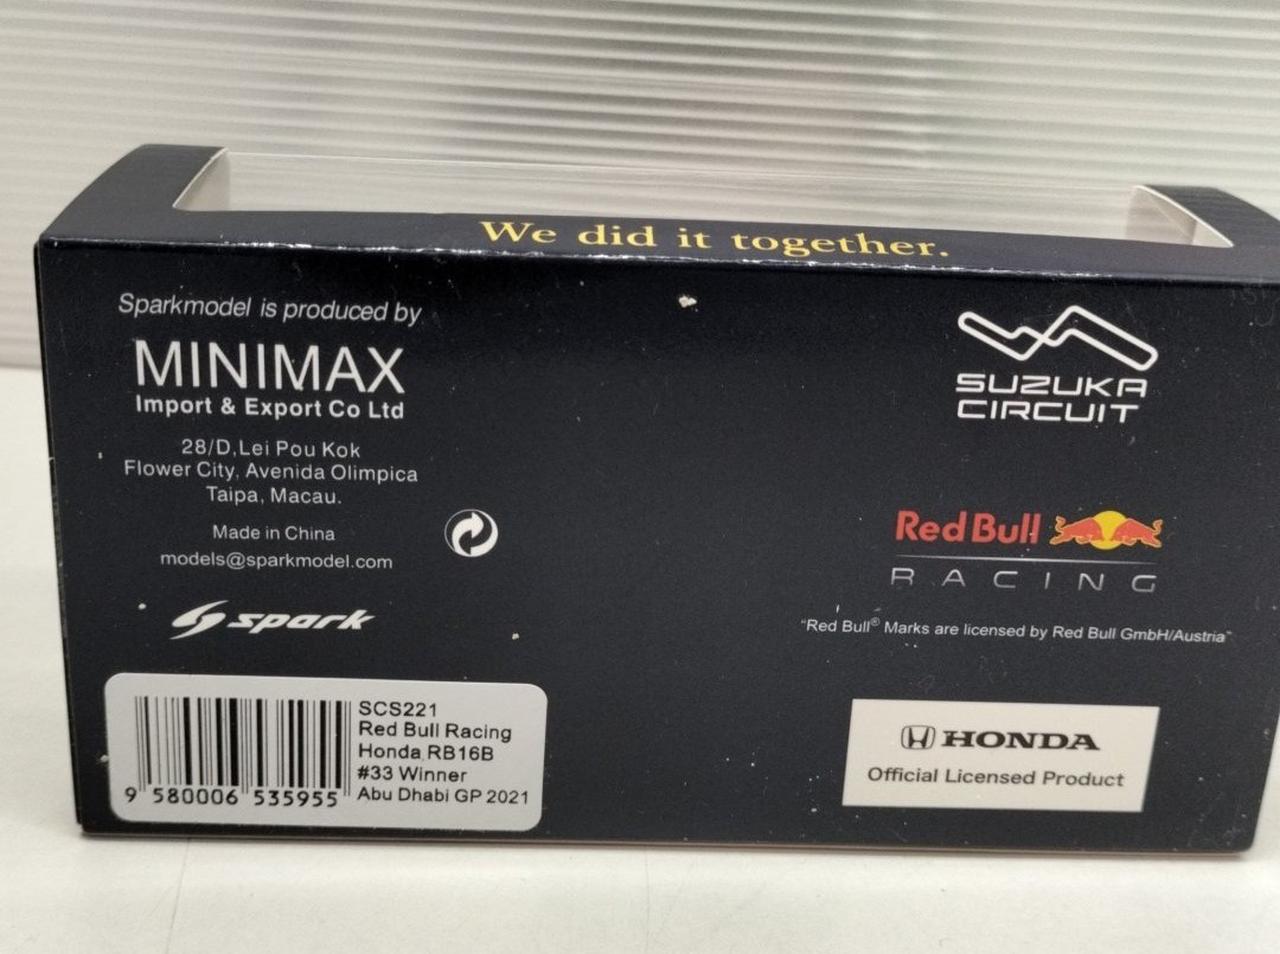 We did it together.
Sparkmodel is produced by
MINIMAX
Import & Export Co Ltd
28/D,Lei Pou Kok
Flower City, Avenida Olimpica
Taipa, Macau.
Made in China
models@sparkmodel.com
spark
SCS221
Red Bull Racing
Honda RB16B
#33 Winner
Abu Dhabi GP 2021
9 580006 535955
SUZUKA
CIRCUIT
Red Bull
RACING
“Red Bull® Marks are licensed by Red Bull GmbH/Austria”
HONDA
Official Licensed Product